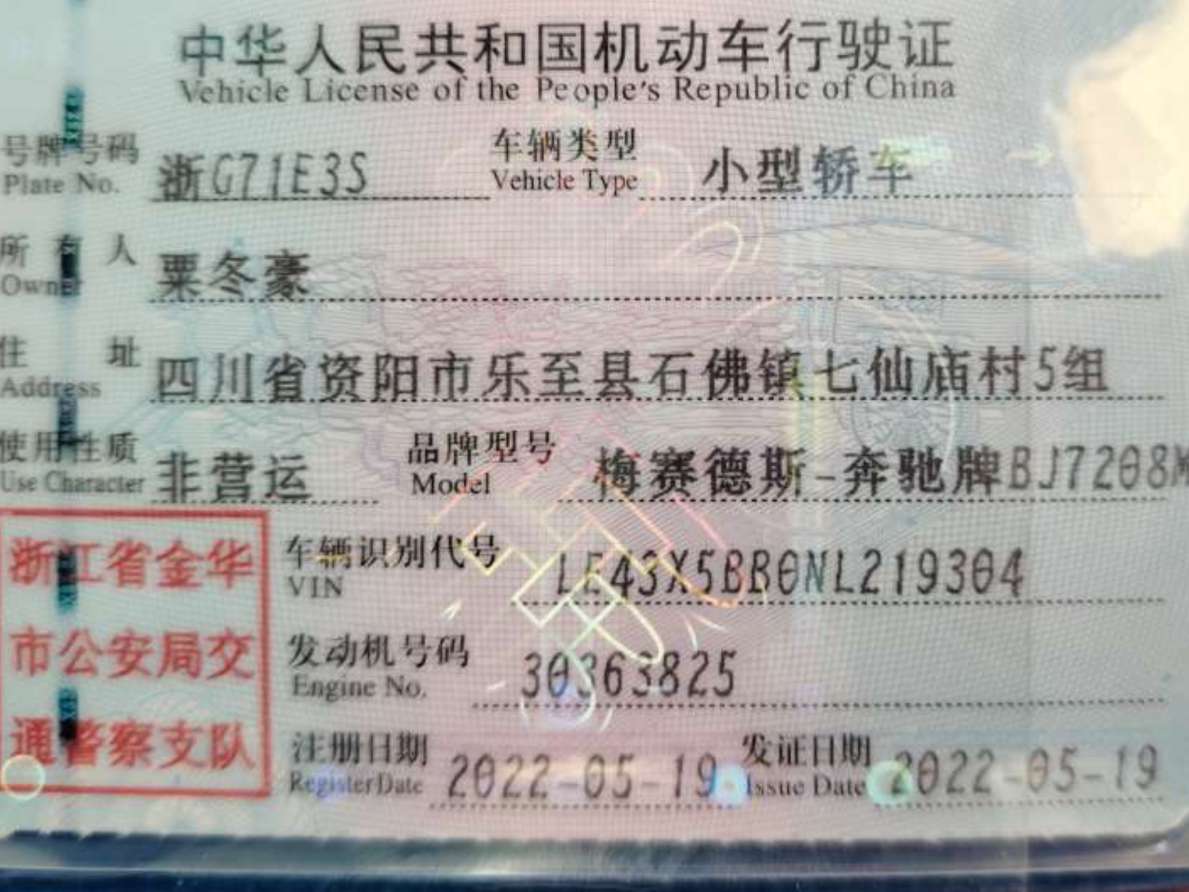 中华人民共和国机动车行驶证
Vehicle License of the People's Republic of China
号牌号码 浙G71E3S 车辆类型 小型轿车
Plate No. Vehicle Type
所有人 粟冬豪
Owner
住址 四川省资阳市乐至县石佛镇七仙庙村5组
Address
使用性质 非营运 品牌型号 梅赛德斯-奔驰牌BJ7208M
Use Character Model
浙江省金华
市公安局交
通警察支队
车辆识别代号 LE43X5BB0NL219304
VIN
发动机号码 30363825
Engine No.
注册日期 2022-05-19 发证日期 2022-05-19
Register Date Issue Date